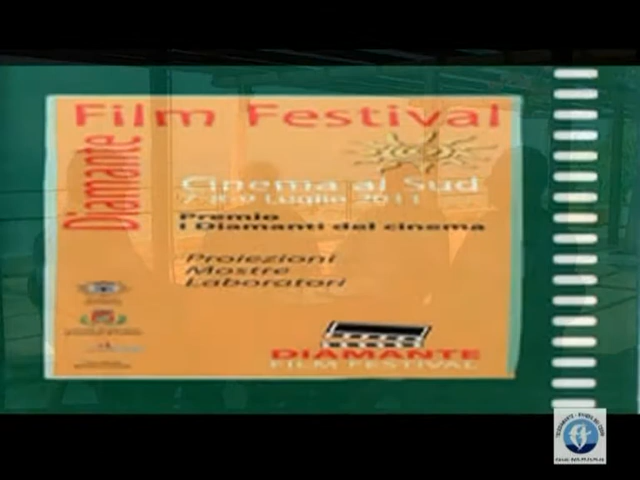 Film Festival
Diamante
Cinema al Sud
7-8-9 Luglio 2011
Premio
I Diamanti del cinema
Proiezioni
Mostre
Laboratori
DIAMANTE
FILM FESTIVAL